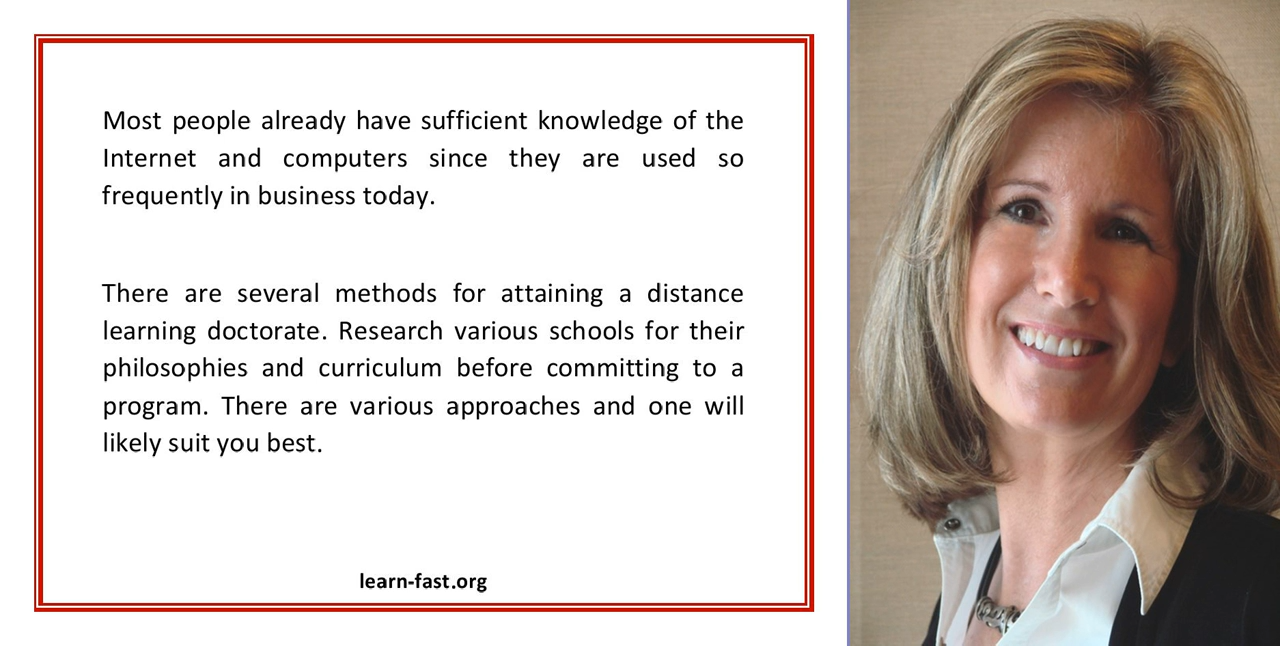 Most people already have sufficient knowledge of the
Internet and computers since they are used so
frequently in business today.
There are several methods for attaining a distance
learning doctorate. Research various schools for their
philosophies and curriculum before committing to a
program. There are various approaches and one will
likely suit you best.
learn-fast.org